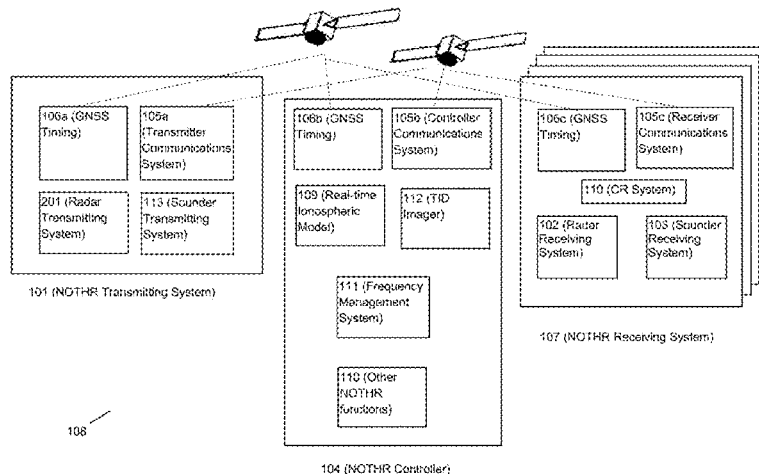 106a (GNSS
Timing)
105a
(Transmitter
Communications
System)
201 (Radar
Transmitting
System)
113 (Sounder
Transmitting
System)
101 (NOTHR Transmitting System)
106b (GNSS
Timing)
105b (Controller
Communications
System)
109 (Real-time
Ionospheric
Model)
112 (TID
Imager)
111 (Frequency
Management
System)
110 (Other
NOTHR
functions)
104 (NOTHR Controller)
106c (GNSS
Timing)
105c (Receiver
Communications
System)
110 (CR System)
102 (Radar
Receiving
System)
103 (Sounder
Receiving
System)
107 (NOTHR Receiving System)
108